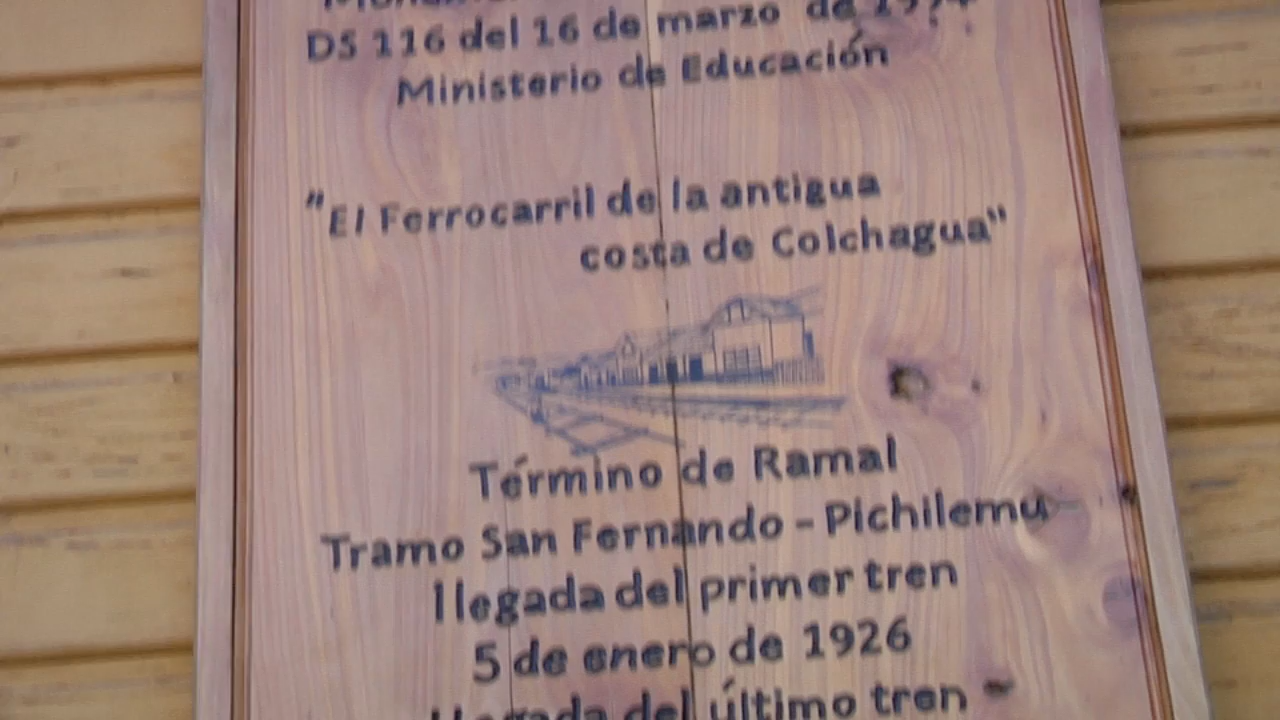 DS 116 del 16 de marzo de
Ministerio de Educación
"El Ferrocarril de la antigua
costa de Colchagua"
Término de Ramal
Tramo San Fernando - Pichilemu
llegada del primer tren
5 de enero de 1926
llegada del último tren